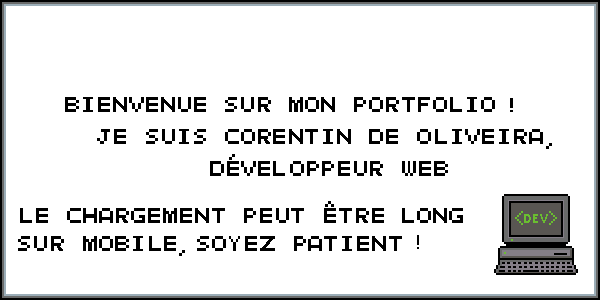 BIENVENUE SUR MON PORTFOLIO !
JE SUIS CORENTIN DE OLIVEIRA,
DÉVELOPPEUR WEB
LE CHARGEMENT PEUT ÊTRE LONG
SUR MOBILE, SOYEZ PATIENT !
<DEV>